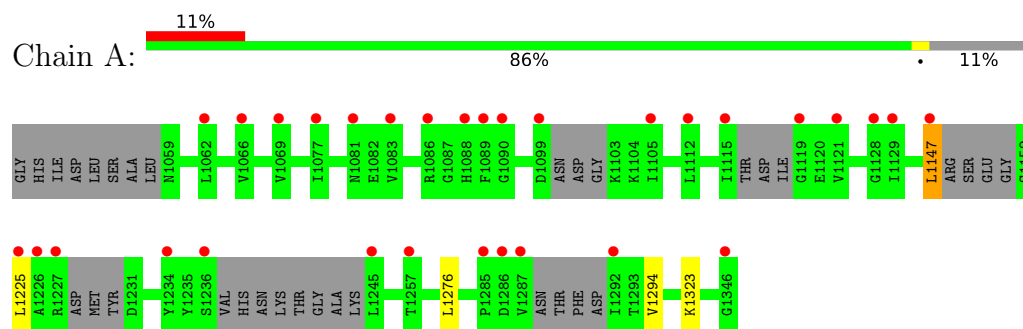 11%
Chain A:
86% • 11%
GLY HIS ILE ASP LEU SER ALA LEU N1059 L1062 V1066 V1069 I1077 N1081 E1082 V1083 R1086 G1087 H1088 F1089 G1090 D1099 ASN ASP GLY K1103 K1104 I1105 L1112 I1115 THR ASP ILE G1119 E1120 V1121 G1128 I1129 L1147 ARG SER GLU GLY
L1225 A1226 R1227 ASP MET TYR D1231 Y1234 Y1235 S1236 VAL HIS ASN LYS THR GLY ALA LYS L1245 T1257 L1276 P1285 D1286 V1287 ASN THR PHE ASP I1292 T1293 V1294 K1323 G1346